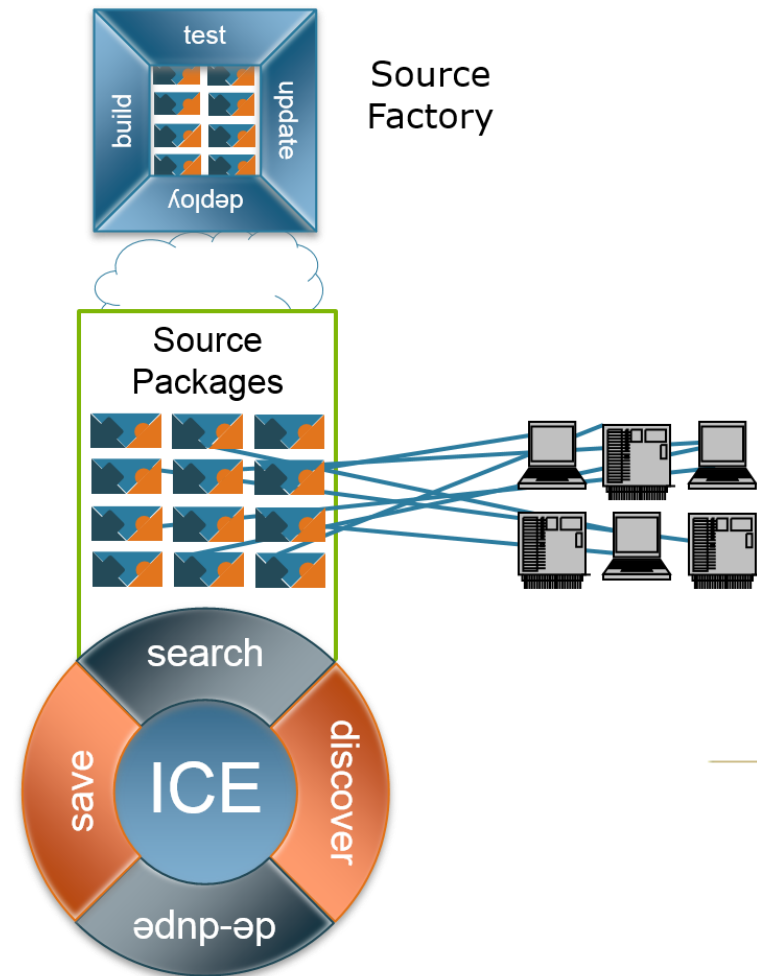 test
Source
Factory
build
update
deploy
Source
Packages
search
save
ICE
discover
de-dupe